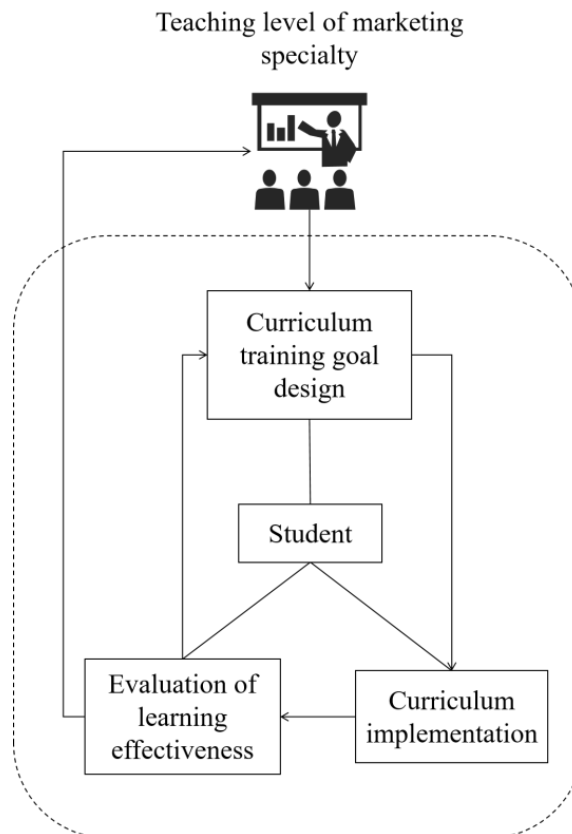 Teaching level of marketing
specialty
Curriculum
training goal
design
Student
Evaluation of
learning
effectiveness
Curriculum
implementation